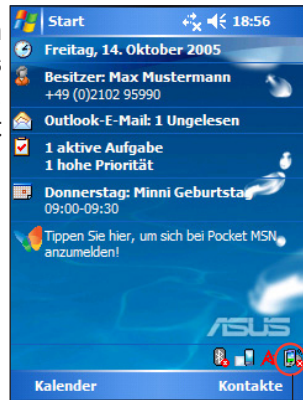 Start 18:56
Freitag, 14. Oktober 2005
Besitzer: Max Mustermann
+49 (0)2102 95990
Outlook-E-Mail: 1 Ungelesen
1 aktive Aufgabe
1 hohe Priorität
Donnerstag: Minni Geburtstag
09:00-09:30
Tippen Sie hier, um sich bei Pocket MSN
anzumelden!
ASUS
A
Kalender Kontakte